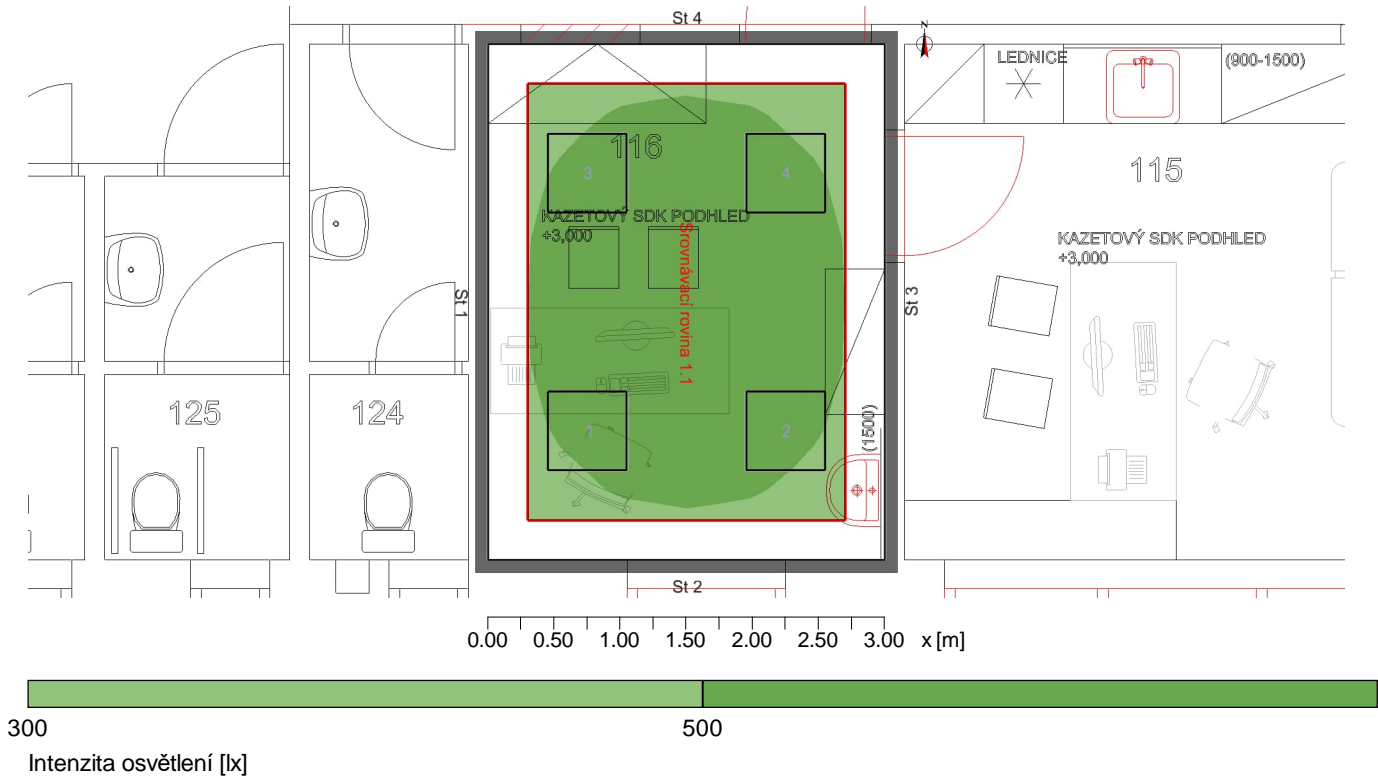 St 4
z
LEDNICE
(900-1500)
116
115
3
4
KAZETOVÝ SDK PODHLED
+3,000
KAZETOVÝ SDK PODHLED
+3,000
Srovnávací rovina 1.1
St 1
St 3
125
124
1
2
(1500)
St 2
0.00 0.50 1.00 1.50 2.00 2.50 3.00 x [m]
300 500
Intenzita osvětlení [lx]